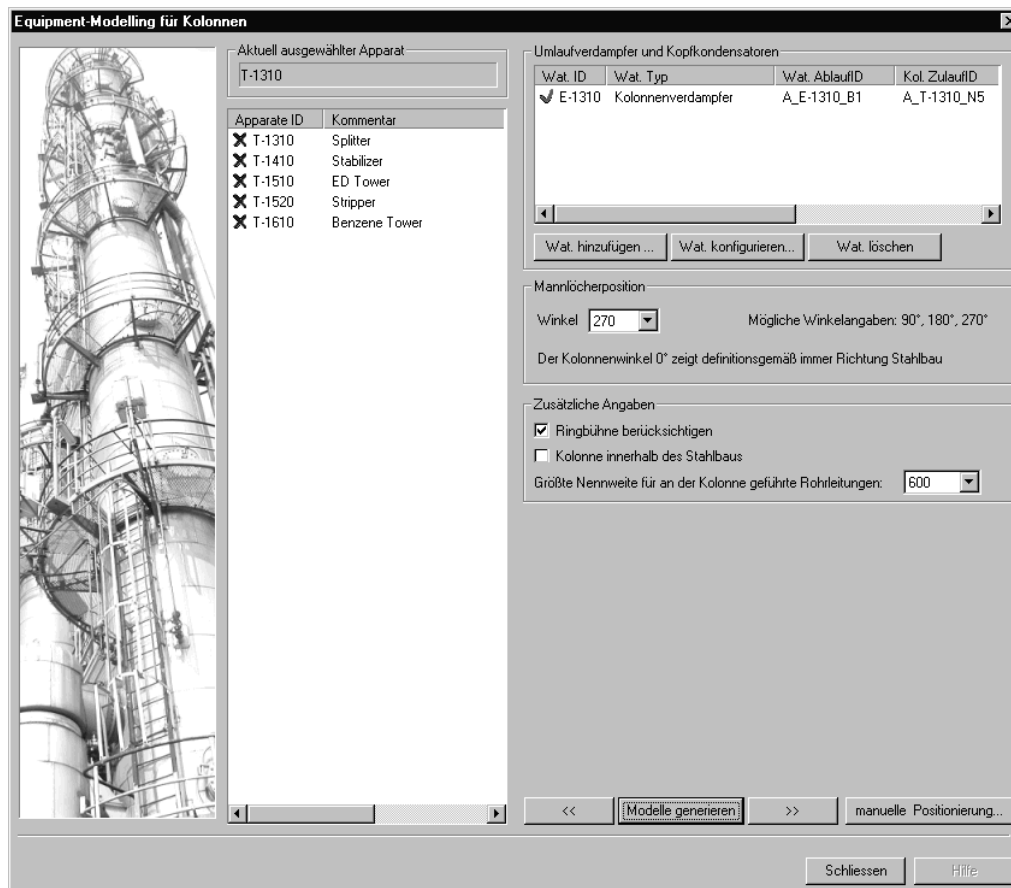 Equipment-Modelling für Kolonnen
Aktuell ausgewählter Apparat
T-1310
Apparate ID Kommentar
T-1310 Splitter
T-1410 Stabilizer
T-1510 ED Tower
T-1520 Stripper
T-1610 Benzene Tower
Umlaufverdampfer und Kopfkondensatoren
Wat. ID Wat. Typ Wat. AblaufID Kol. ZulaufID
E-1310 Kolonnenverdampfer A_E-1310_B1 A_T-1310_N5
Wat. hinzufügen ... Wat. konfigurieren... Wat. löschen
Mannlöcherposition
Winkel 270 Mögliche Winkelangaben: 90°, 180°, 270°
Der Kolonnenwinkel 0° zeigt definitionsgemäß immer Richtung Stahlbau
Zusätzliche Angaben
Ringbühne berücksichtigen
Kolonne innerhalb des Stahlbaus
Größte Nennweite für an der Kolonne geführte Rohrleitungen: 600
<< Modelle generieren >> manuelle Positionierung...
Schliessen Hilfe